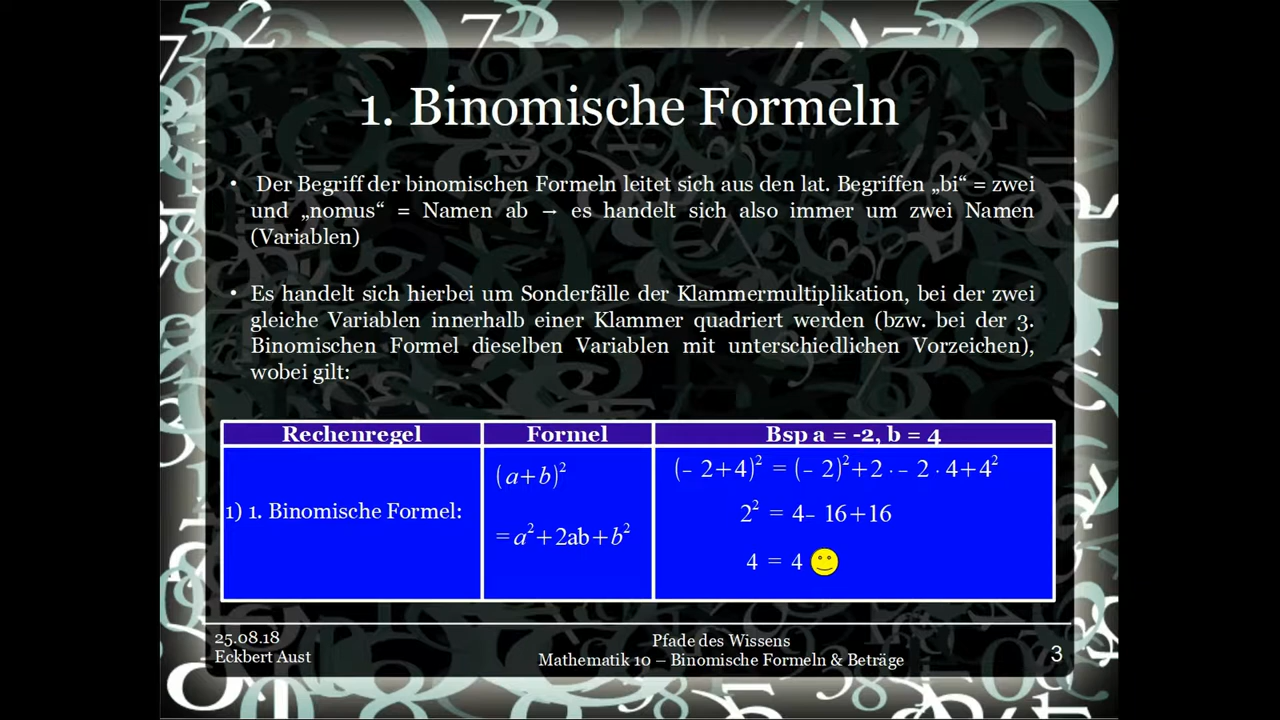 1. Binomische Formeln
• Der Begriff der binomischen Formeln leitet sich aus den lat. Begriffen „bi“ = zwei
und „nomus“ = Namen ab → es handelt sich also immer um zwei Namen
(Variablen)
• Es handelt sich hierbei um Sonderfälle der Klammermultiplikation, bei der zwei
gleiche Variablen innerhalb einer Klammer quadriert werden (bzw. bei der 3.
Binomischen Formel dieselben Variablen mit unterschiedlichen Vorzeichen),
wobei gilt:
Rechenregel Formel Bsp a = -2, b = 4
1) 1. Binomische Formel:
(a+b)²
=a²+2ab+b²
(– 2+4)² = (– 2)²+2 · – 2 · 4+4²
2² = 4– 16+16
4 = 4
25.08.18
Eckbert Aust
Pfade des Wissens
Mathematik 10 – Binomische Formeln & Beträge
3